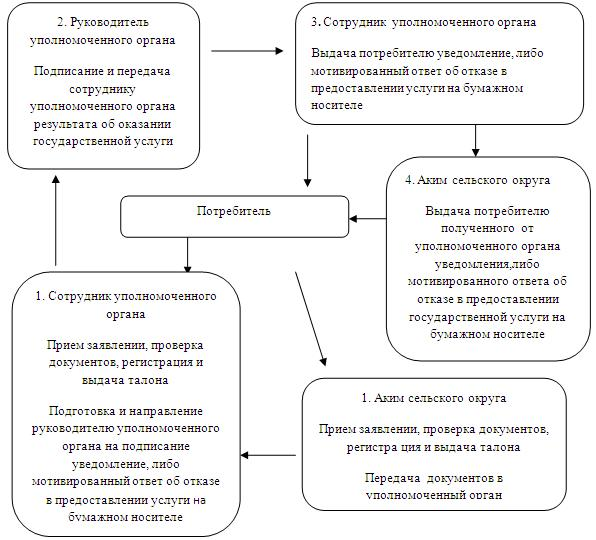 2. Руководитель
уполномоченного органа
Подписание и передача
сотруднику
уполномоченного органа
результата об оказании
государственной услуги
3. Сотрудник уполномоченного органа
Выдача потребителю уведомление, либо
мотивированный ответ об отказе в
предоставлении услуги на бумажном
носителе
4. Аким сельского округа
Выдача потребителю
полученного от
уполномоченного органа
уведомления,либо
мотивированного ответа об
отказе в предоставлении
государственной услуги на
бумажном носителе
Потребитель
1. Сотрудник уполномоченного
органа
Прием заявлении, проверка
документов, регистрация и
выдача талона
Подготовка и направление
руководителю уполномоченного
органа на подписание
уведомление, либо
мотивированный ответ об отказе
в предоставлении услуги на
бумажном носителе
1. Аким сельского округа
Прием заявлении, проверка документов,
регистра ция и выдача талона
Передача документов в
уполномоченный орган